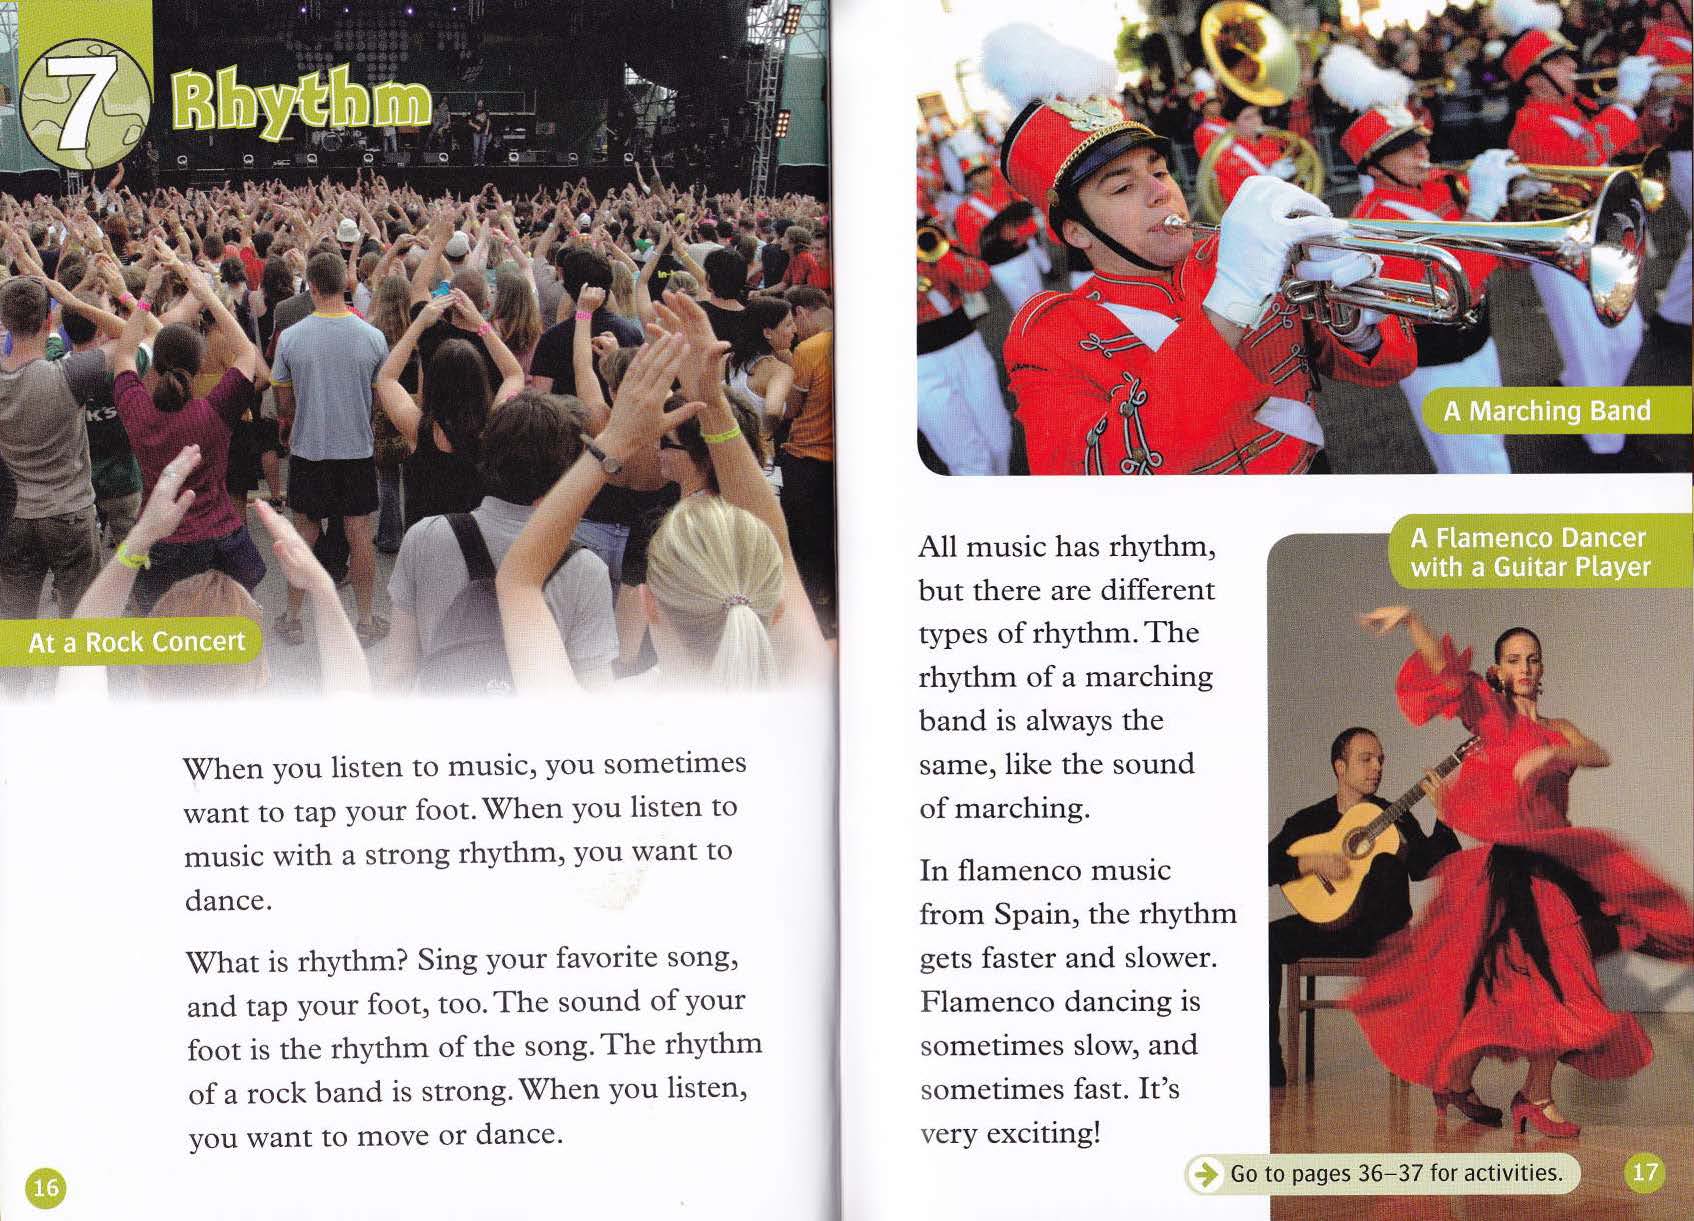 7
Rhythm
At a Rock Concert
When you listen to music, you sometimes
want to tap your foot. When you listen to
music with a strong rhythm, you want to
dance.
What is rhythm? Sing your favorite song,
and tap your foot, too. The sound of your
foot is the rhythm of the song. The rhythm
of a rock band is strong. When you listen,
you want to move or dance.
16
A Marching Band
All music has rhythm,
but there are different
types of rhythm. The
rhythm of a marching
band is always the
same, like the sound
of marching.
In flamenco music
from Spain, the rhythm
gets faster and slower.
Flamenco dancing is
sometimes slow, and
sometimes fast. It's
very exciting!
A Flamenco Dancer
with a Guitar Player
Go to pages 36–37 for activities.
17